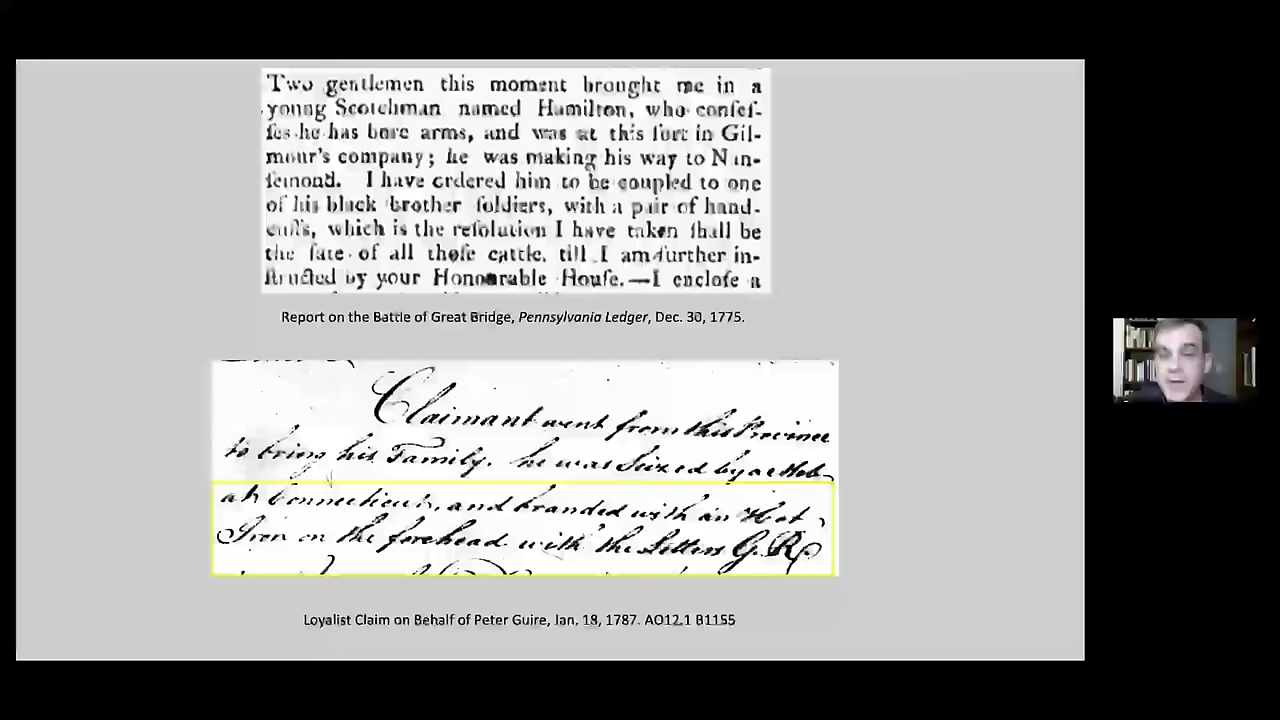 Two gentlemen this moment brought me in a
young Scotchman named Hamilton, who confeſ-
ſes he has bore arms, and was at this fort in Gil-
mour's company; he was making his way to Nan-
ſemond. I have ordered him to be coupled to one
of his black brother ſoldiers, with a pair of hand-
cuffs, which is the reſolution I have taken ſhall be
the fate of all thoſe cattle, till I am further in-
ſtructed by your Honourable Houſe.—I encloſe a
Report on the Battle of Great Bridge, Pennsylvania Ledger, Dec. 30, 1775.
Claimant went from this Province
to bring his Family. he was Seized by a Mob
at Connecticut, and branded with an Hot
Iron on the forehead with the Letters G.R
Loyalist Claim on Behalf of Peter Guire, Jan. 18, 1787. AO12.1 B1155